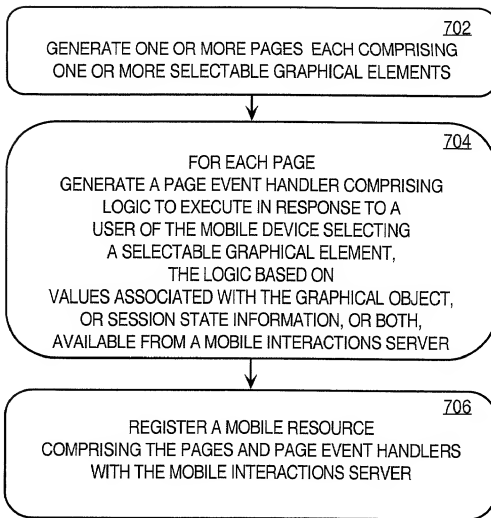 702
GENERATE ONE OR MORE PAGES EACH COMPRISING
ONE OR MORE SELECTABLE GRAPHICAL ELEMENTS
704
FOR EACH PAGE
GENERATE A PAGE EVENT HANDLER COMPRISING
LOGIC TO EXECUTE IN RESPONSE TO A
USER OF THE MOBILE DEVICE SELECTING
A SELECTABLE GRAPHICAL ELEMENT,
THE LOGIC BASED ON
VALUES ASSOCIATED WITH THE GRAPHICAL OBJECT,
OR SESSION STATE INFORMATION, OR BOTH,
AVAILABLE FROM A MOBILE INTERACTIONS SERVER
706
REGISTER A MOBILE RESOURCE
COMPRISING THE PAGES AND PAGE EVENT HANDLERS
WITH THE MOBILE INTERACTIONS SERVER